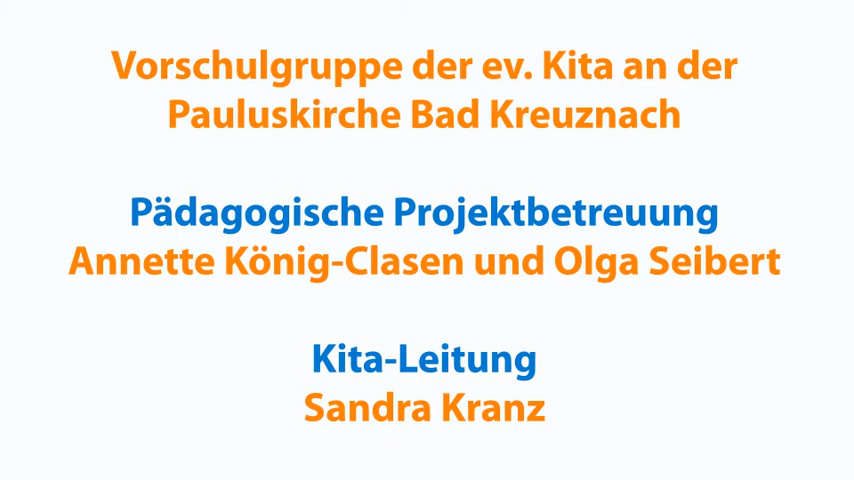 Vorschulgruppe der ev. Kita an der
Pauluskirche Bad Kreuznach
Pädagogische Projektbetreuung
Annette König-Clasen und Olga Seibert
Kita-Leitung
Sandra Kranz